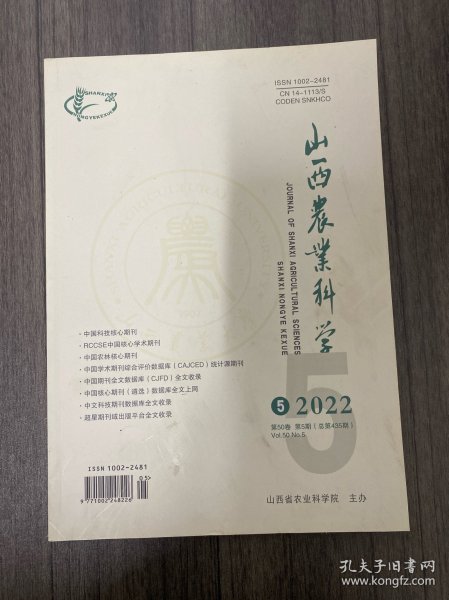 SHANXI
NONGYEKEXUE
ISSN 1002-2481
CN 14-1113/S
CODEN SNKHCO
山西农业科学
JOURNAL OF SHANXI AGRICULTURAL SCIENCES
SHANXI NONGYE KEXUE
·中国科技核心期刊
·RCCSE中国核心学术期刊
·中国农林核心期刊
·中国学术期刊综合评价数据库（CAJCED）统计源期刊
·中国期刊全文数据库（CJFD）全文收录
·中国核心期刊（遴选）数据库全文上网
·中文科技期刊数据库全文收录
·超星期刊域出版平台全文收录
5
5 2022
第50卷 第5期（总第435期）
Vol.50 No.5
ISSN 1002-2481
05>
9 771002 248226
山西省农业科学院 主办
孔夫子旧书网
www.kongfz.com